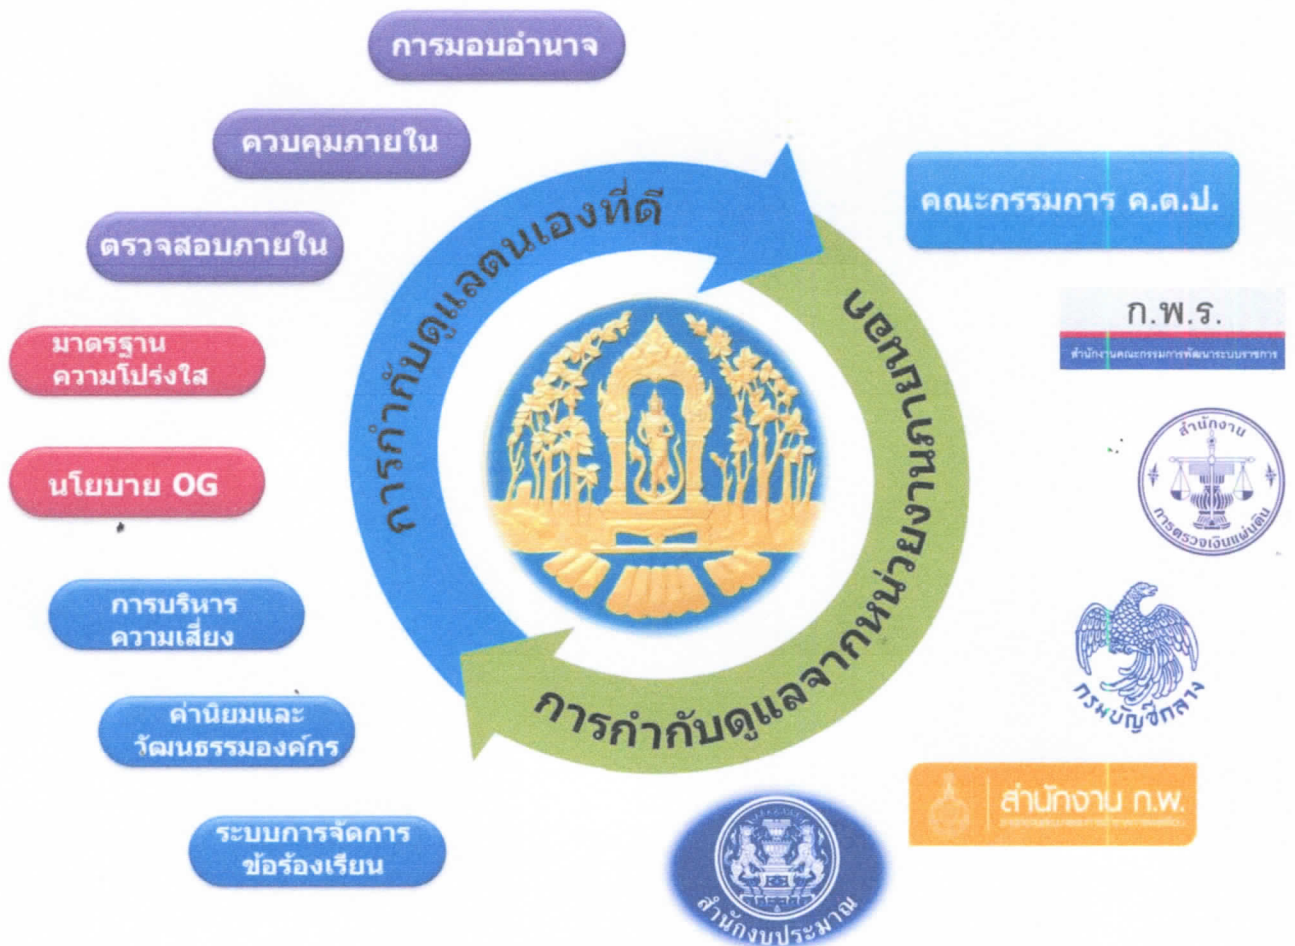 การมอบอำนาจ
ควบคุมภายใน
ตรวจสอบภายใน
มาตรฐาน
ความโปร่งใส
นโยบาย OG
การบริหาร
ความเสี่ยง
ค่านิยมและ
วัฒนธรรมองค์กร
ระบบการจัดการ
ข้อร้องเรียน
การกำกับดูแลตนเองที่ดี
การกำกับดูแลจากหน่วยงานภายนอก
คณะกรรมการ ค.ต.ป.
ก.พ.ร.
สำนักงานคณะกรรมการพัฒนาระบบราชการ
สำนักงาน
การตรวจเงินแผ่นดิน
กรมบัญชีกลาง
สำนักงาน ก.พ.
สำนักงบประมาณ